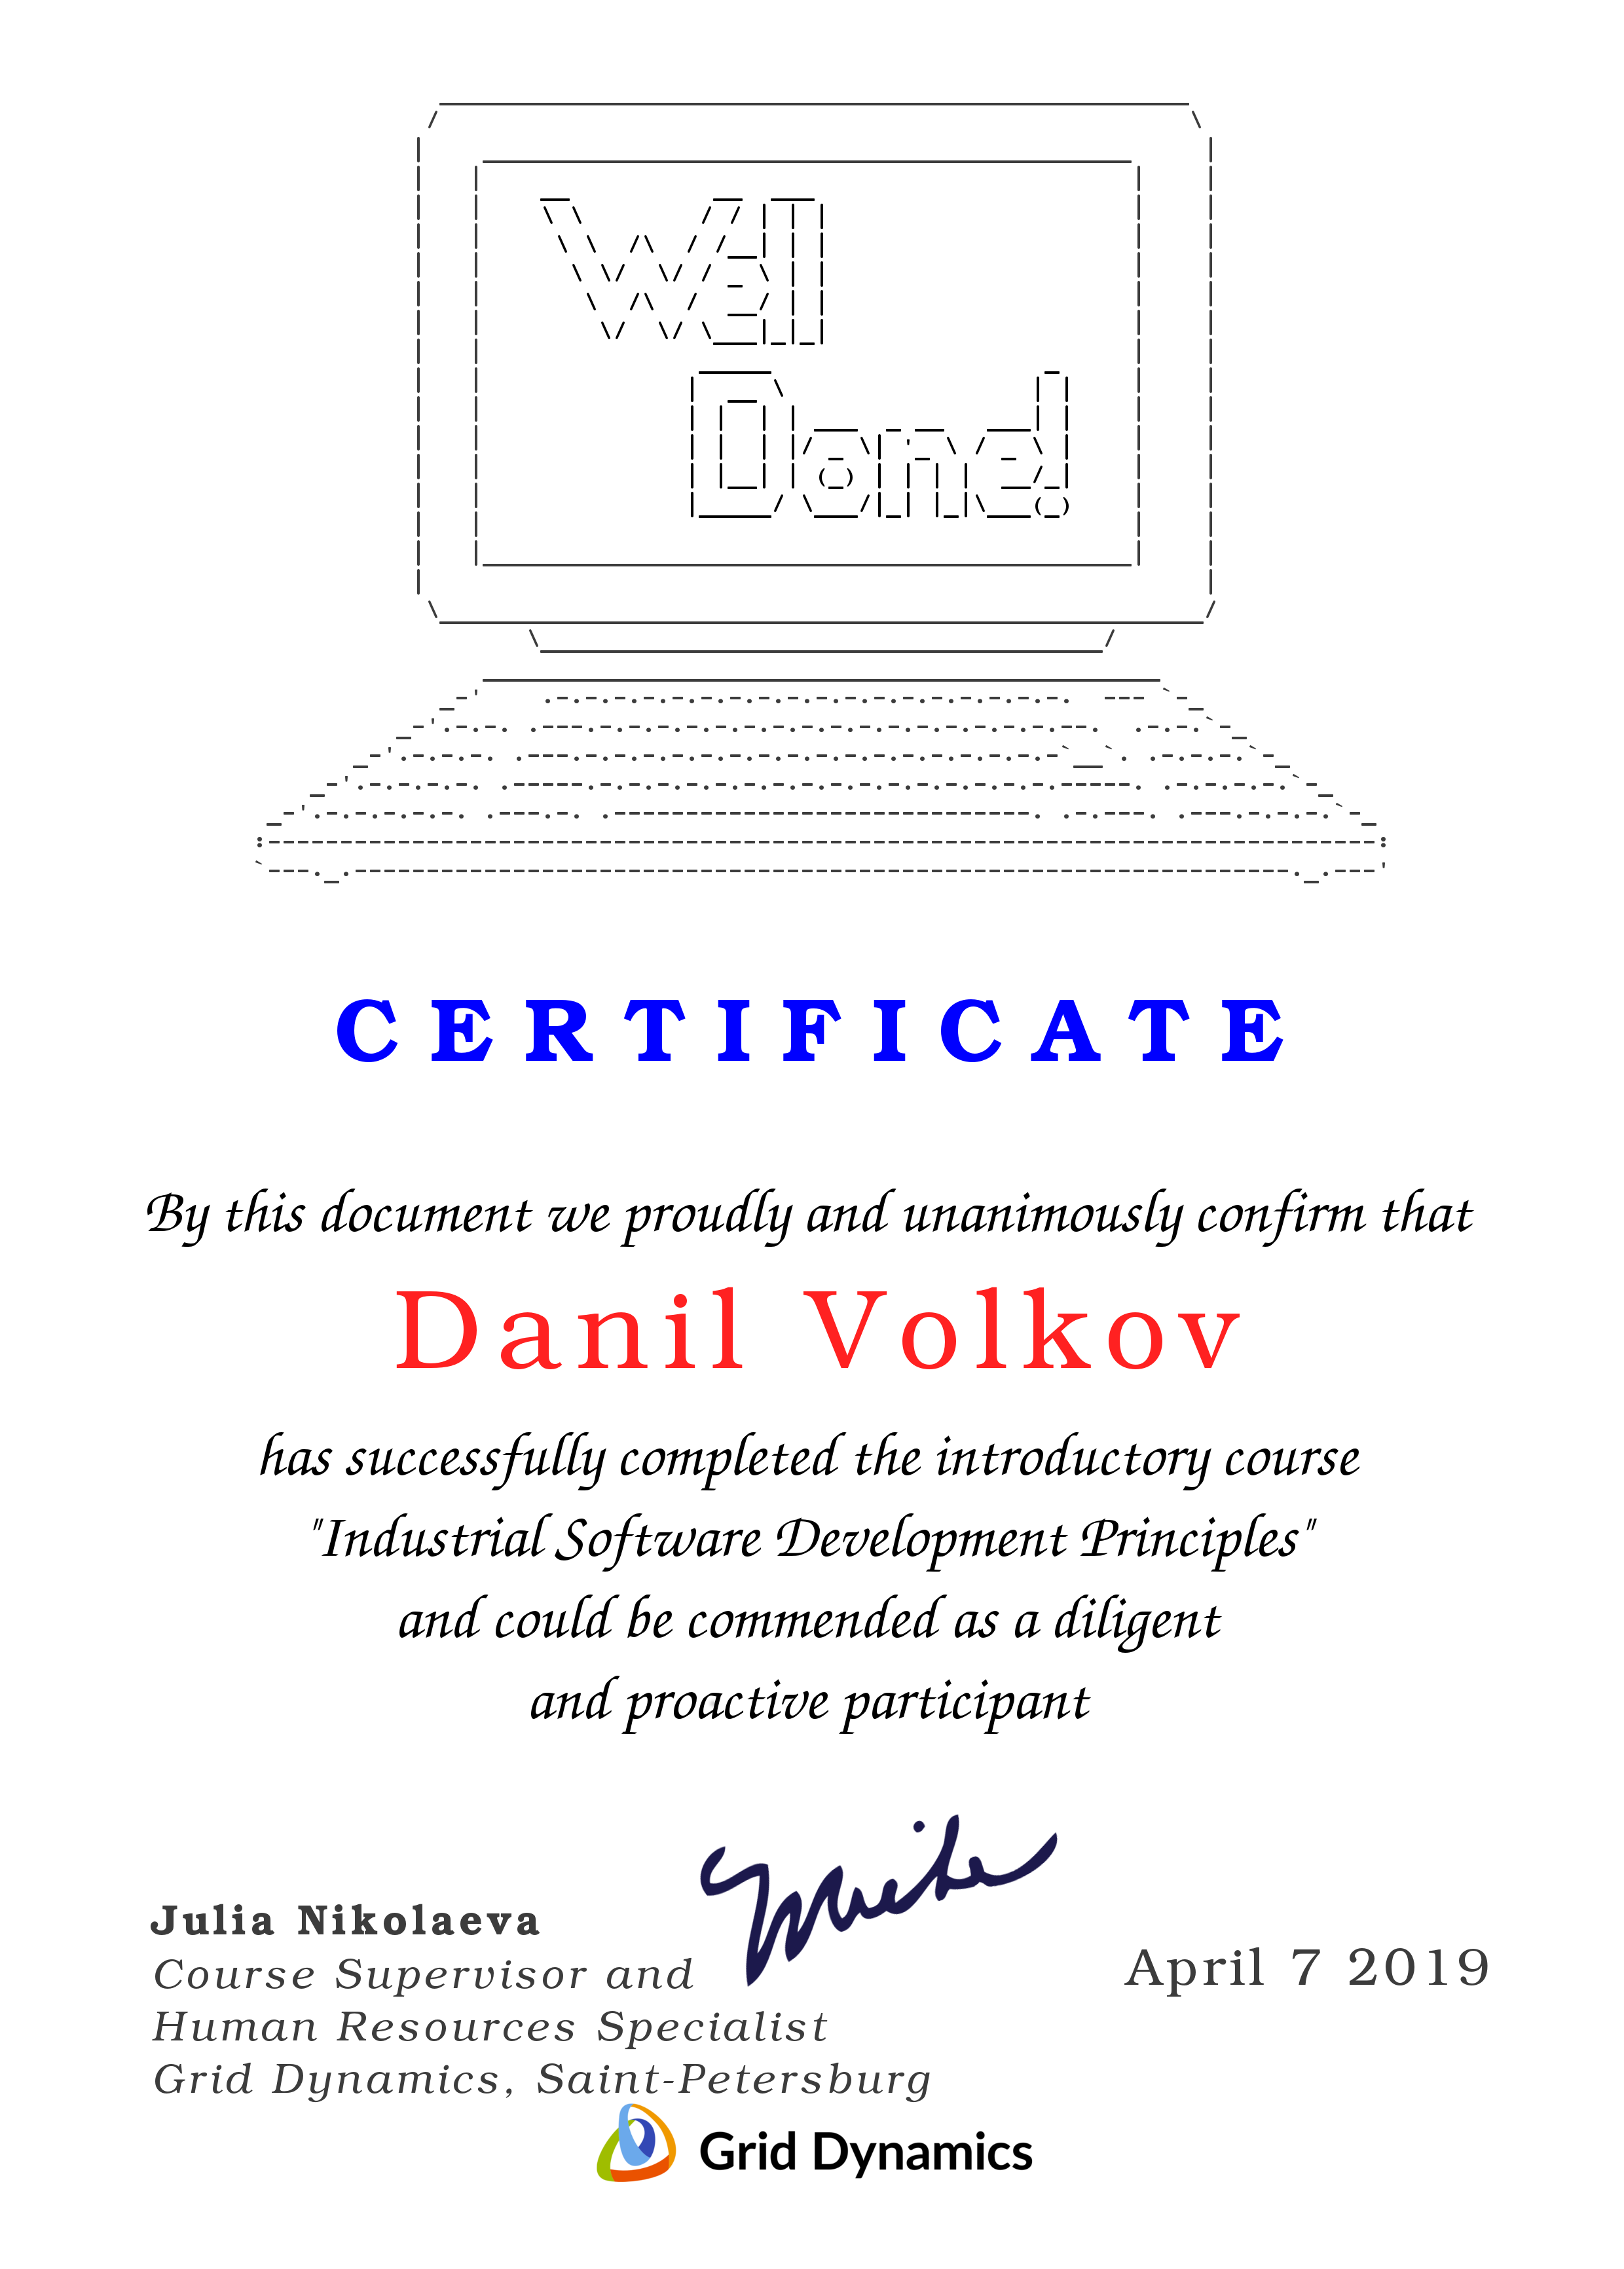 Well
Done!
CERTIFICATE
By this document we proudly and unanimously confirm that
Danil Volkov
has successfully completed the introductory course
"Industrial Software Development Principles"
and could be commended as a diligent
and proactive participant
Julia Nikolaeva
Course Supervisor and
Human Resources Specialist
Grid Dynamics, Saint-Petersburg
April 7 2019
Grid Dynamics